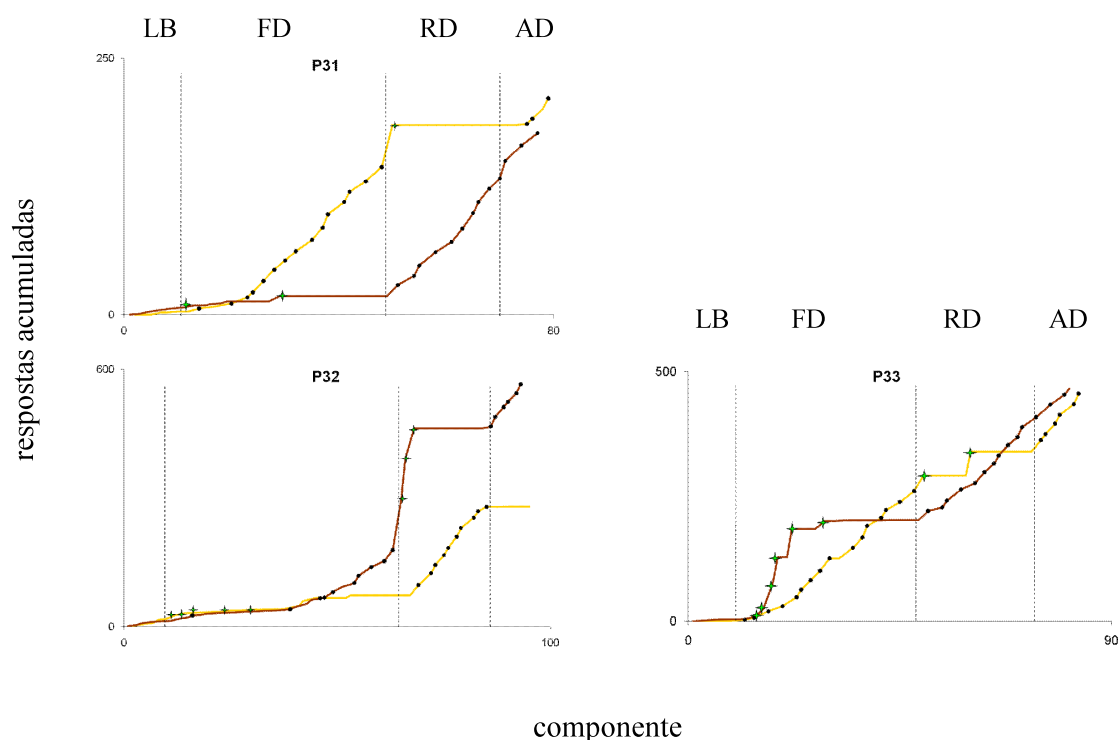 LB FD RD AD
250
P31
0
0 80
respostas acumuladas
LB FD RD AD
600
P32
0
0 100
500
P33
0
0 90
componente